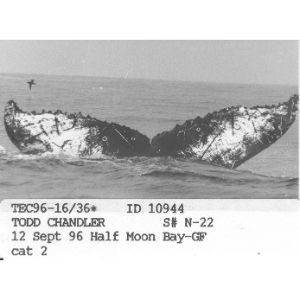 TEC96-16/36* ID 10944
TODD CHANDLER S# N-22
12 Sept 96 Half Moon Bay-GF
cat 2